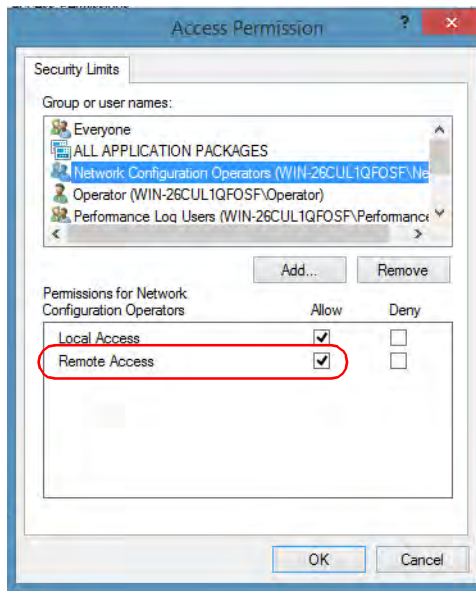 Access Permission
?
×
Security Limits
Group or user names:
Everyone
ALL APPLICATION PACKAGES
Network Configuration Operators (WIN-26CUL1QFOSF\Ne
Operator (WIN-26CUL1QFOSF\Operator)
Performance Log Users (WIN-26CUL1QFOSF\Performance
Add...
Remove
Permissions for Network
Configuration Operators
Allow
Deny
Local Access
Remote Access
OK
Cancel